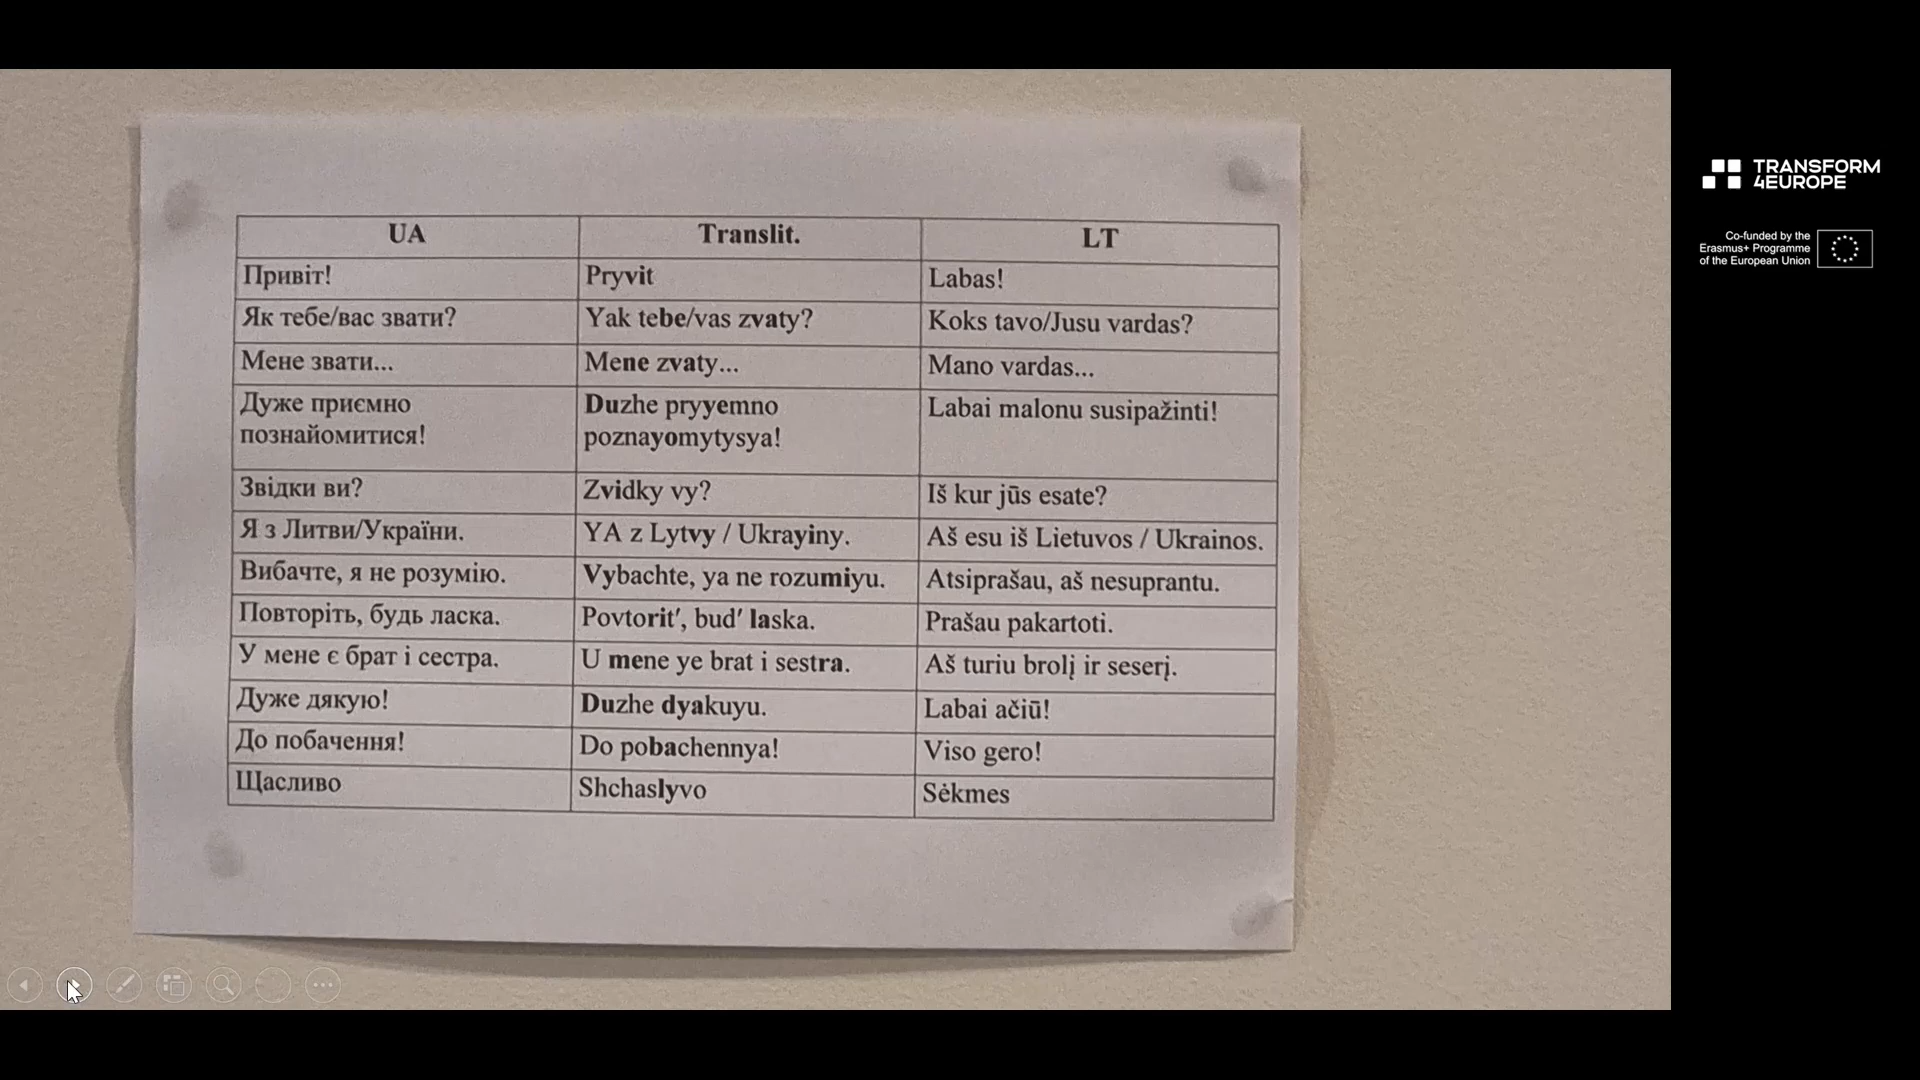 UA Translit. LT
Привіт! Pryvit Labas!
Як тебе/вас звати? Yak tebe/vas zvaty? Koks tavo/Jusu vardas?
Мене звати... Mene zvaty... Mano vardas...
Дуже приємно Duzhe pryyemno Labai malonu susipažinti!
познайомитися! poznayomytysya!
Звідки ви? Zvidky vy? Iš kur jūs esate?
Я з Литви/України. YA z Lytvy / Ukrayiny. Aš esu iš Lietuvos / Ukrainos.
Вибачте, я не розумію. Vybachte, ya ne rozumiyu. Atsiprašau, aš nesuprantu.
Повторіть, будь ласка. Povtorit′, bud′ laska. Prašau pakartoti.
У мене є брат і сестра. U mene ye brat i sestra. Aš turiu brolį ir seserį.
Дуже дякую! Duzhe dyakuyu. Labai ačiū!
До побачення! Do pobachennya! Viso gero!
Щасливо Shchaslyvo Sėkmes
TRANSFORM
4EUROPE
Co-funded by the
Erasmus+ Programme
of the European Union